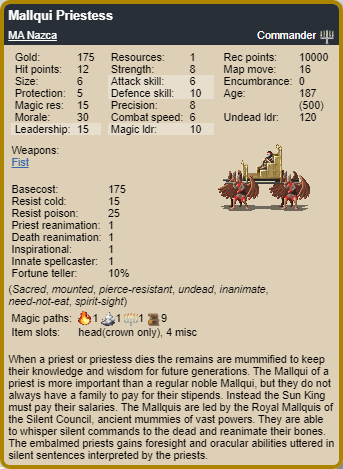 Mallqui Priestess
MA Nazca Commander
Gold: 175 Resources: 1 Rec points: 10000
Hit points: 12 Strength: 8 Map move: 16
Size: 6 Attack skill: 6 Encumbrance: 0
Protection: 5 Defence skill: 10 Age: 187
Magic res: 15 Precision: 8 (500)
Morale: 30 Combat speed: 6 Undead ldr: 120
Leadership: 15 Magic ldr: 10
Weapons:
Fist
Basecost: 175
Resist cold: 15
Resist poison: 25
Priest reanimation: 1
Death reanimation: 1
Inspirational: 1
Innate spellcaster: 1
Fortune teller: 10%
(Sacred, mounted, pierce-resistant, undead, inanimate,
need-not-eat, spirit-sight)
Magic paths: 1 1 1 9
Item slots: head(crown only), 4 misc
When a priest or priestess dies the remains are mummified to keep
their knowledge and wisdom for future generations. The Mallqui of a
priest is more important than a regular noble Mallqui, but they do not
always have a family to pay for their stipends. Instead the Sun King
must pay their salaries. The Mallquis are led by the Royal Mallquis of
the Silent Council, ancient mummies of vast powers. They are able
to whisper silent commands to the dead and reanimate their bones.
The embalmed priests gains foresight and oracular abilities uttered in
silent sentences interpreted by the priests.